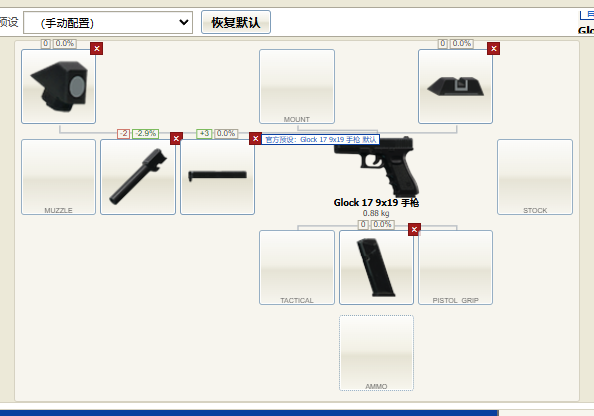 预设 (手动配置) 恢复默认
Glo
0 0.0%
0 0.0%
MOUNT
-2 -2.9%
+3 0.0%
官方预设: Glock 17 9x19 手枪 默认
MUZZLE
Glock 17 9x19 手枪
0.88 kg
STOCK
0 0.0%
TACTICAL
PISTOL_GRIP
AMMO